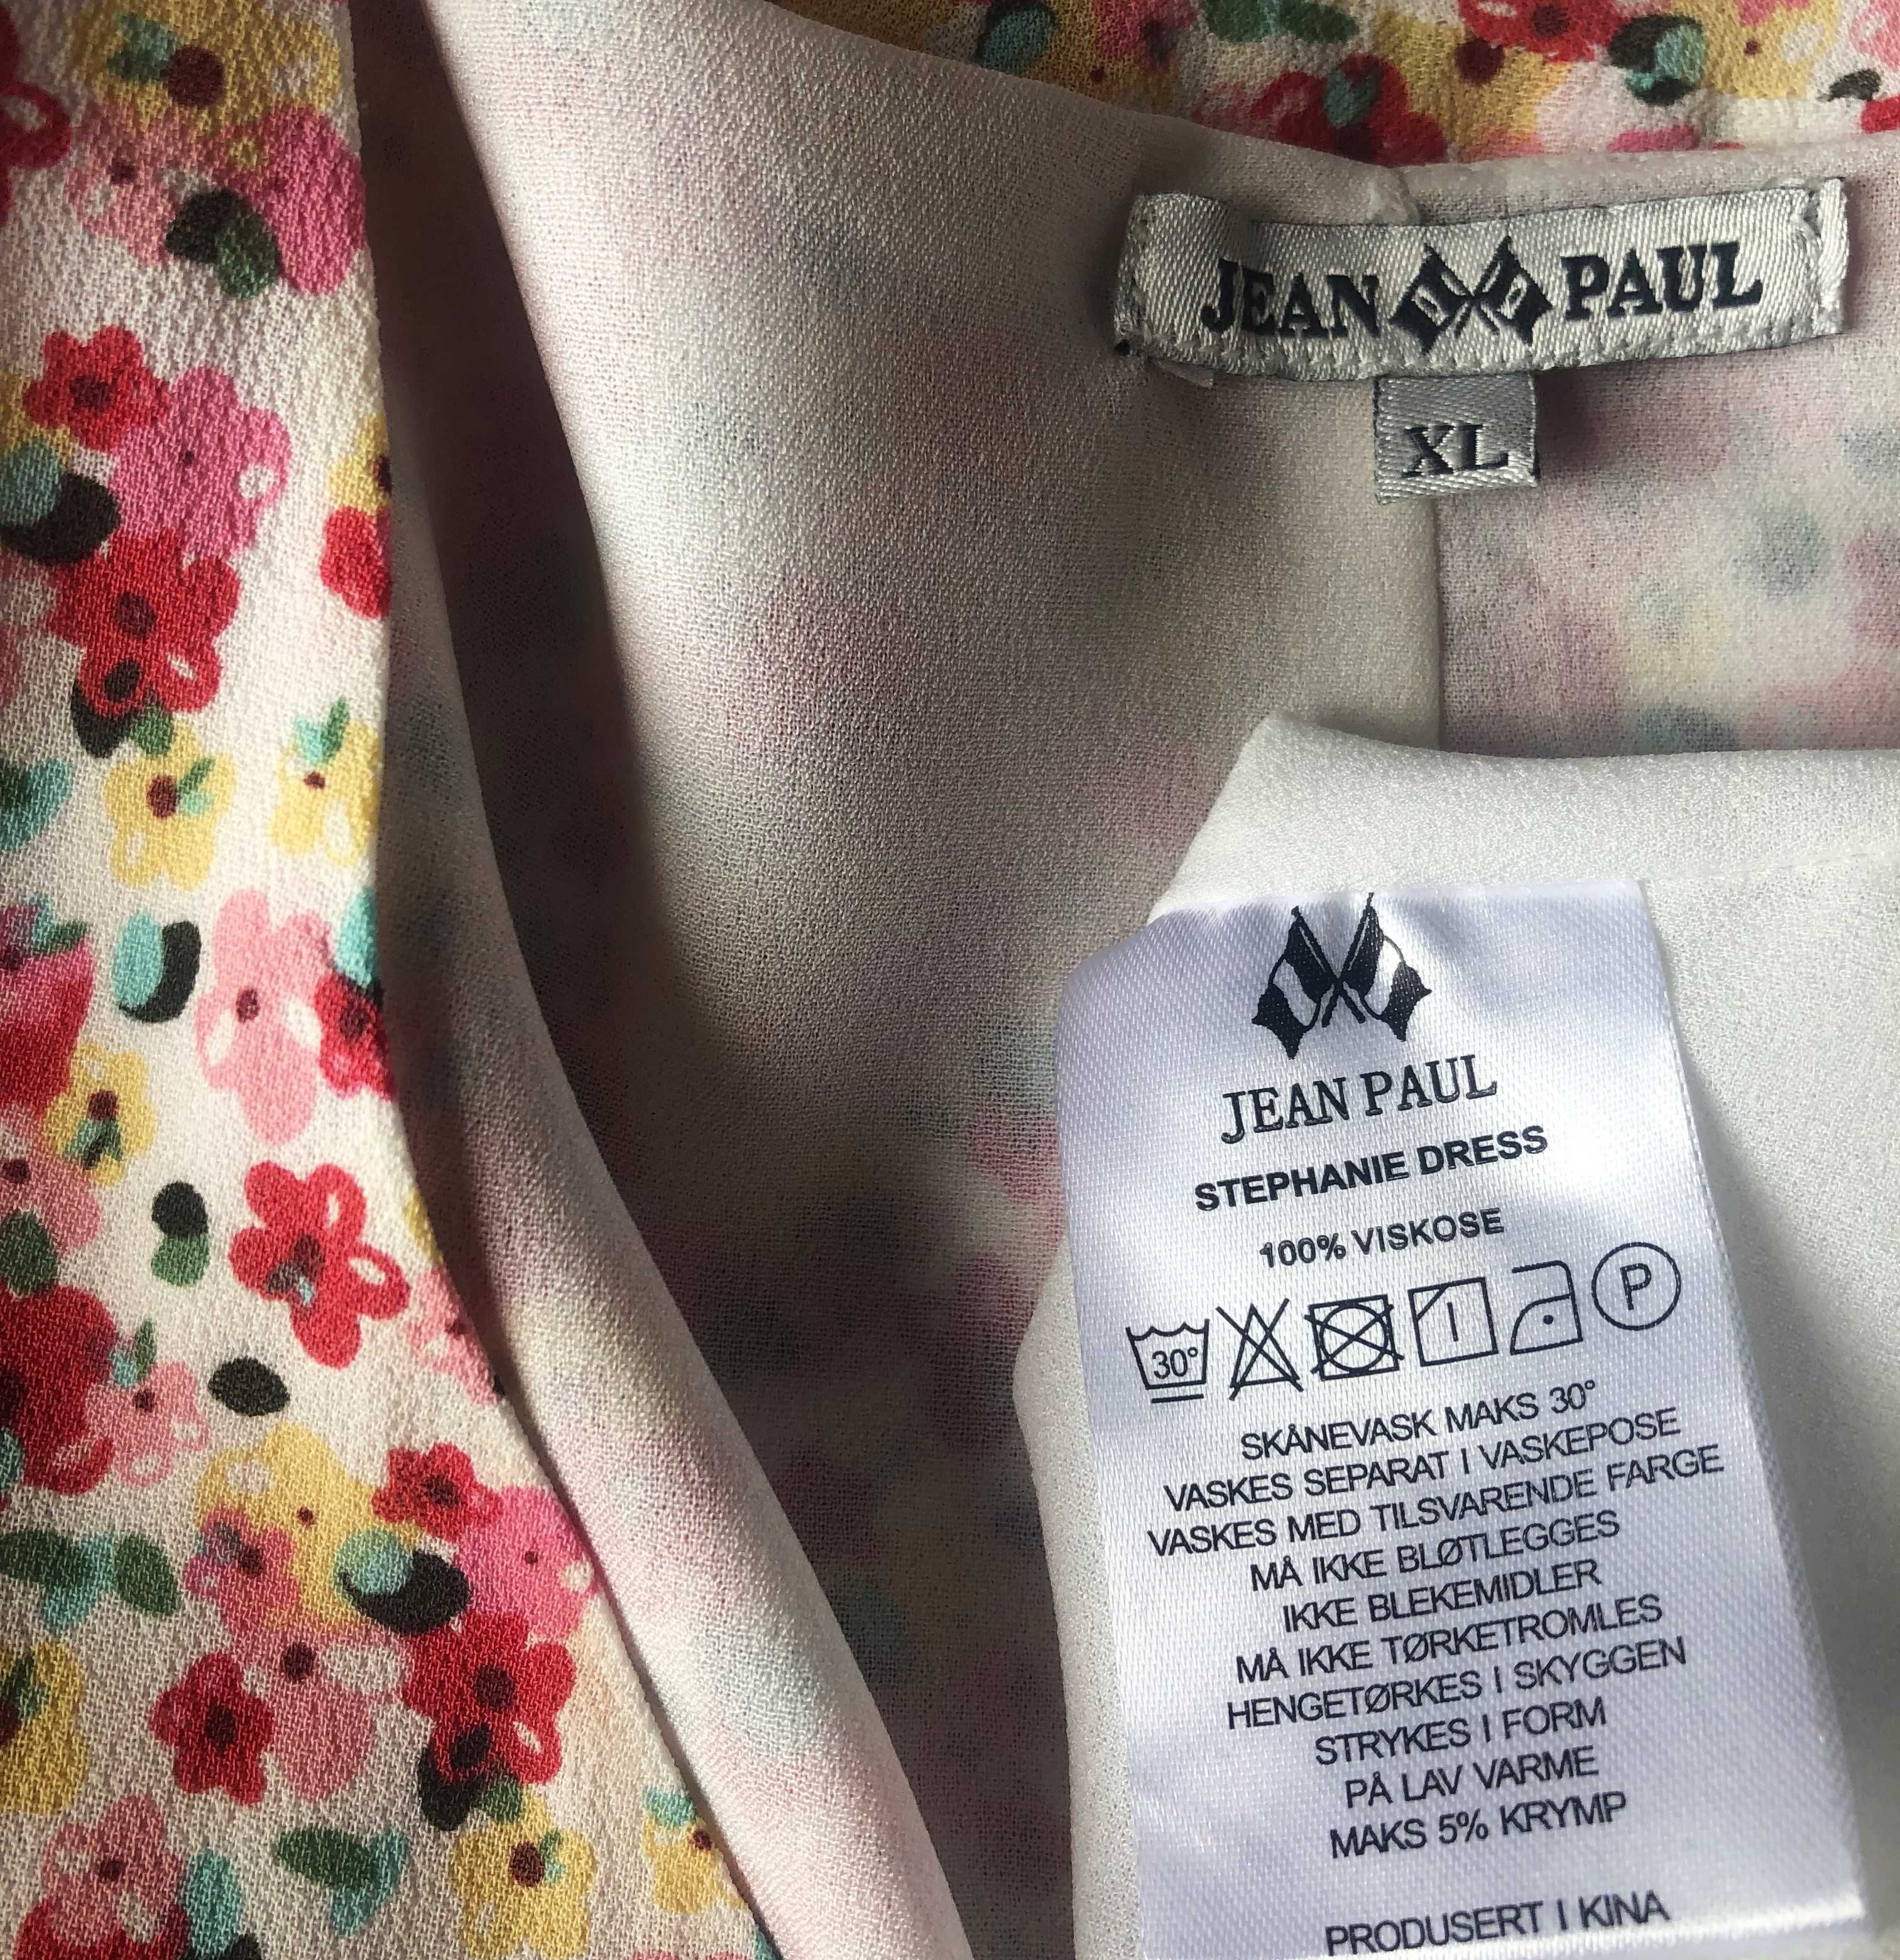 JEAN PAUL
XL
JEAN PAUL
STEPHANIE DRESS
100% VISKOSE
30° I P
SKÅNEVASK MAKS 30°
VASKES SEPARAT I VASKEPOSE
VASKES MED TILSVARENDE FARGE
MÅ IKKE BLØTLEGGES
IKKE BLEKEMIDLER
MÅ IKKE TØRKETROMLES
HENGETØRKES I SKYGGEN
STRYKES I FORM
PÅ LAV VARME
MAKS 5% KRYMP
PRODUSERT I KINA